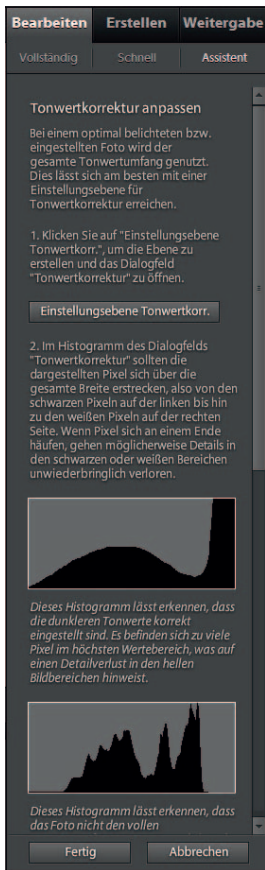 Bearbeiten Erstellen Weitergabe
Vollständig Schnell Assistent
Tonwertkorrektur anpassen
Bei einem optimal belichteten bzw.
eingestellten Foto wird der
gesamte Tonwertumfang genutzt.
Dies lässt sich am besten mit einer
Einstellungsebene für
Tonwertkorrektur erreichen.
1. Klicken Sie auf "Einstellungsebene
Tonwertkorr.", um die Ebene zu
erstellen und das Dialogfeld
"Tonwertkorrektur" zu öffnen.
Einstellungsebene Tonwertkorr.
2. Im Histogramm des Dialogfelds
"Tonwertkorrektur" sollten die
dargestellten Pixel sich über die
gesamte Breite erstrecken, also von den
schwarzen Pixeln auf der linken bis hin
zu den weißen Pixeln auf der rechten
Seite. Wenn Pixel sich an einem Ende
häufen, gehen möglicherweise Details in
den schwarzen oder weißen Bereichen
unwiederbringlich verloren.
Dieses Histogramm lässt erkennen, dass
die dunkleren Tonwerte korrekt
eingestellt sind. Es befinden sich zu viele
Pixel im höchsten Wertebereich, was auf
einen Detailverlust in den hellen
Bildbereichen hinweist.
Dieses Histogramm lässt erkennen, dass
das Foto nicht den vollen
Fertig Abbrechen